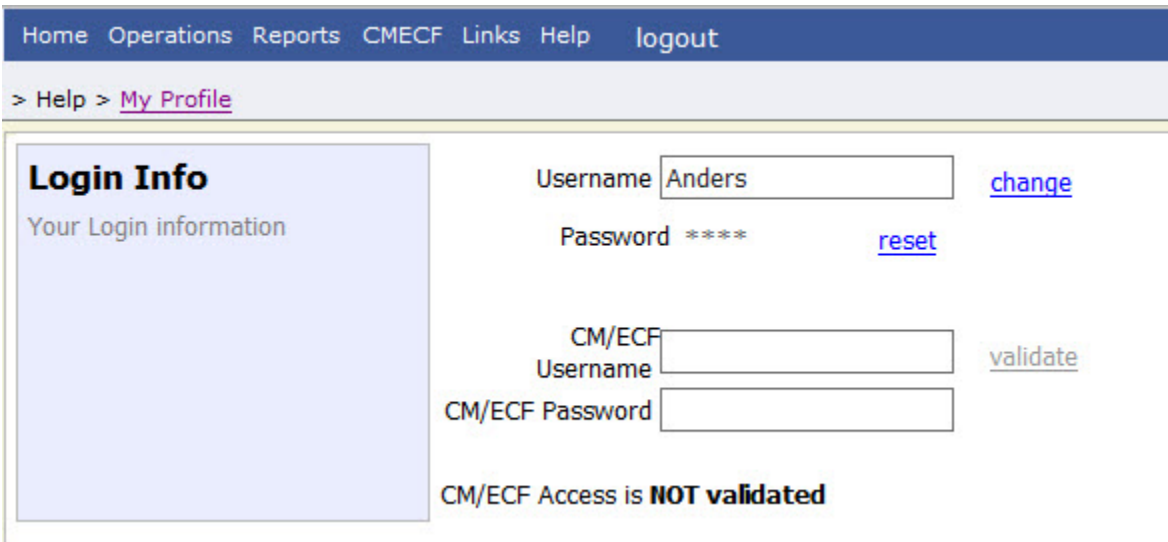 Home Operations Reports CMECF Links Help logout
> Help > My Profile
Login Info
Your Login information
Username Anders change
Password **** reset
CM/ECF
Username validate
CM/ECF Password
CM/ECF Access is NOT validated